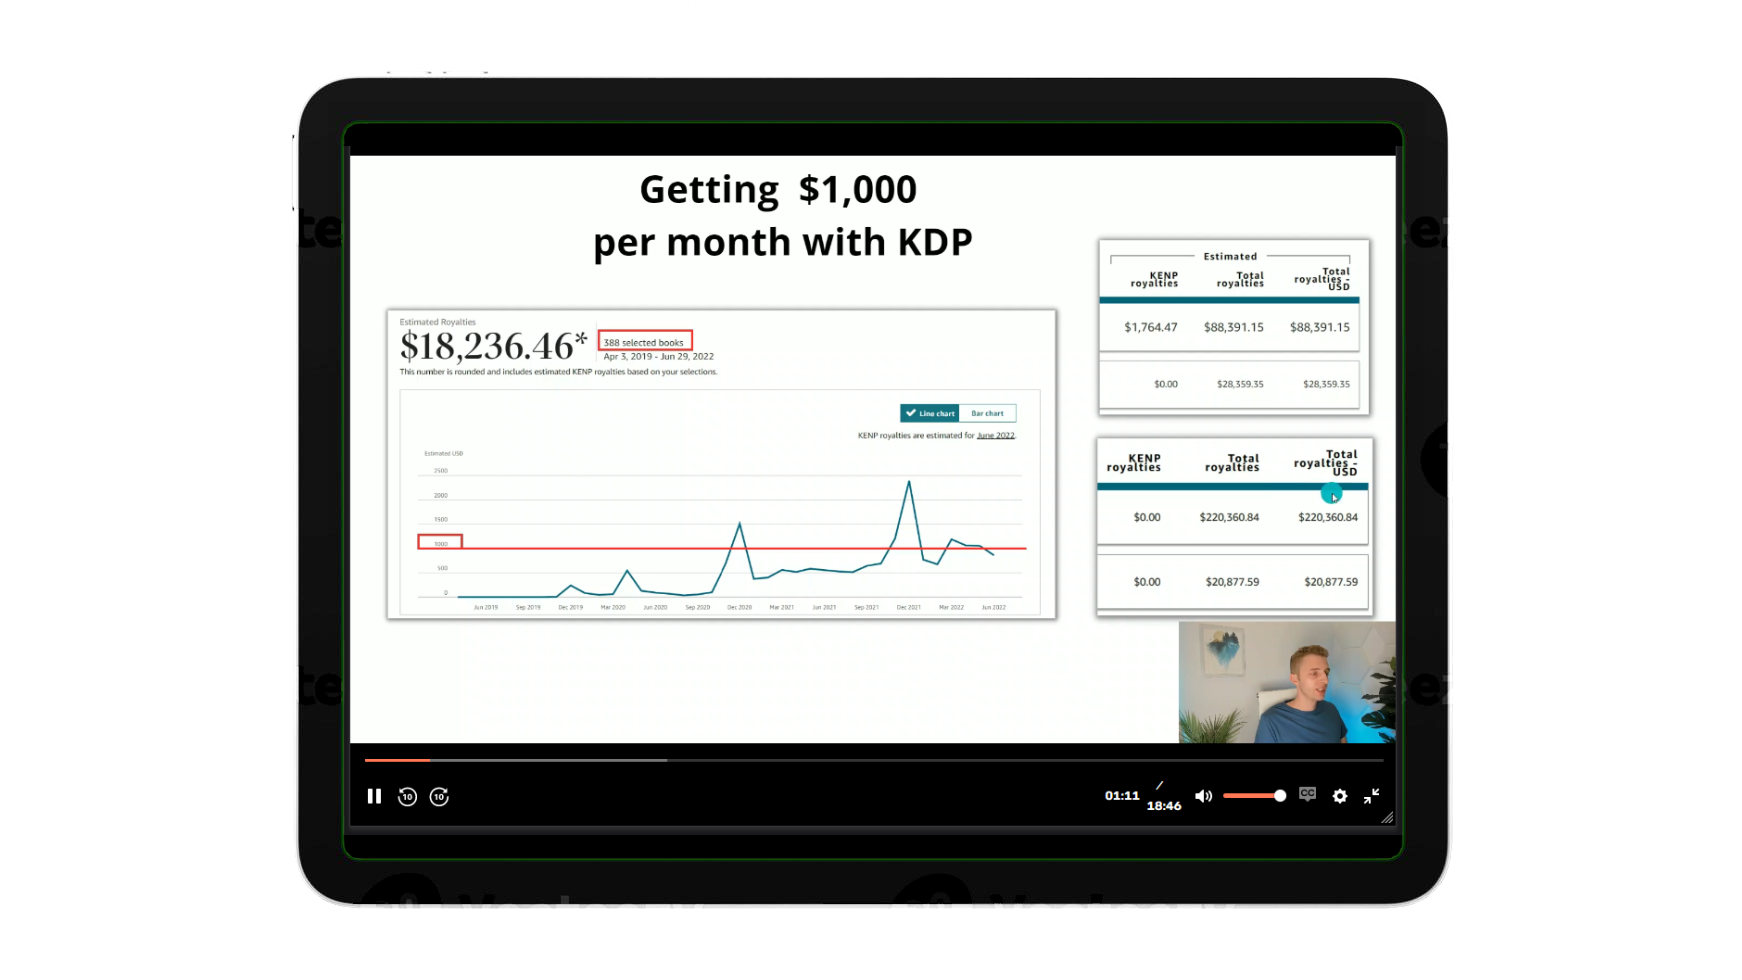 Getting $1,000
per month with KDP
Estimated Royalties
$18,236.46*
388 selected books
Apr 3, 2019 - Jun 29, 2022
This number is rounded and includes estimated KENP royalties based on your selections.
Line chart
Bar chart
KENP royalties are estimated for June 2022.
Estimated USD
2500
2000
1500
1000
500
0
Jun 2019 Sep 2019 Dec 2019 Mar 2020 Jun 2020 Sep 2020 Dec 2020 Mar 2021 Jun 2021 Sep 2021 Dec 2021 Mar 2022 Jun 2022
Estimated
KENP royalties Total royalties Total royalties - USD
$1,764.47 $88,391.15 $88,391.15
$0.00 $28,359.35 $28,359.35
KENP royalties Total royalties Total royalties - USD
$0.00 $220,360.84 $220,360.84
$0.00 $20,877.59 $20,877.59
10 10
01:11 / 18:46
CC